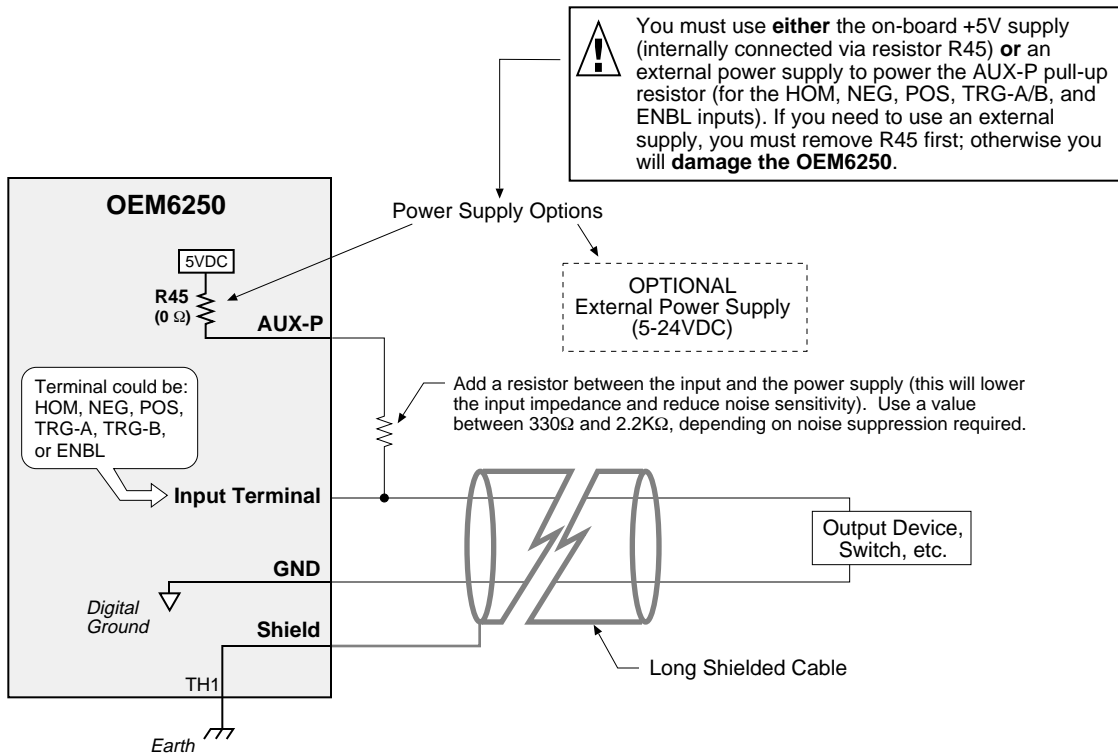 You must use either the on-board +5V supply
(internally connected via resistor R45) or an
external power supply to power the AUX-P pull-up
resistor (for the HOM, NEG, POS, TRG-A/B, and
ENBL inputs). If you need to use an external
supply, you must remove R45 first; otherwise you
will damage the OEM6250.
OEM6250
Power Supply Options
5VDC
R45
(0 Ω)
AUX-P
OPTIONAL
External Power Supply
(5-24VDC)
Terminal could be:
HOM, NEG, POS,
TRG-A, TRG-B,
or ENBL
Add a resistor between the input and the power supply (this will lower
the input impedance and reduce noise sensitivity). Use a value
between 330Ω and 2.2KΩ, depending on noise suppression required.
Input Terminal
Output Device,
Switch, etc.
GND
Digital
Ground
Shield
Long Shielded Cable
TH1
Earth